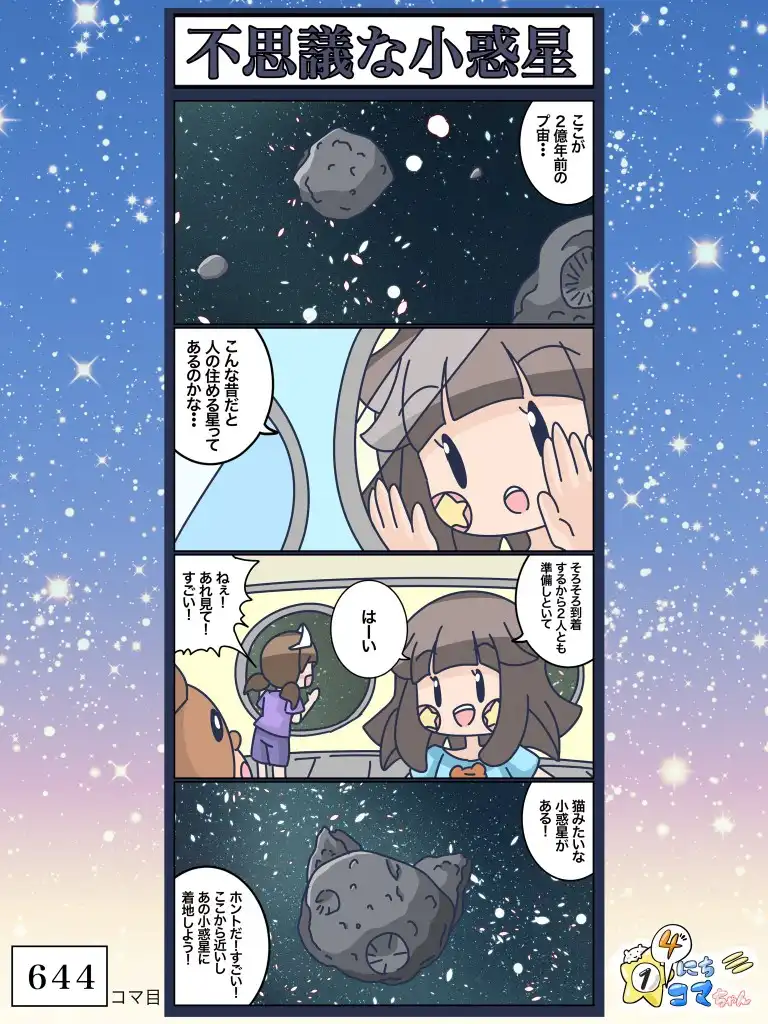 不思議な小惑星
ここが
2億年前の
プ宙…
こんな昔だと
人の住める星って
あるのかな…
そろそろ到着
するから2人とも
準備しといて
はーい
ねぇ!
あれ見て!
すごい!
猫みたいな
小惑星が
ある!
ホントだ!すごい!
ここから近いし
あの小惑星に
着地しよう!
644
コマ目
1
にち
4
コマ
ちゃん